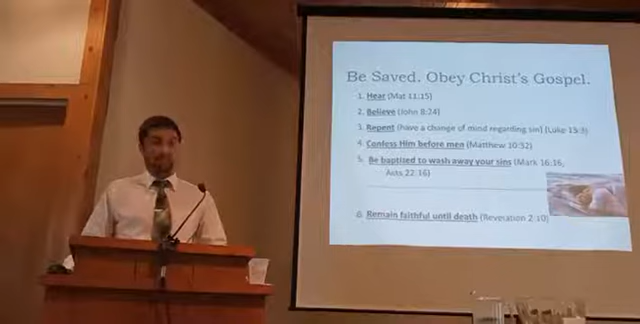 Be Saved. Obey Christ's Gospel.
1. Hear (Mat 11:15)
2. Believe (John 8:24)
3. Repent (have a change of mind regarding sin) (Luke 13:3)
4. Confess Him before men (Matthew 10:32)
5. Be baptized to wash away your sins (Mark 16:16,
Acts 22:16)
6. Remain faithful until death (Revelation 2:10)